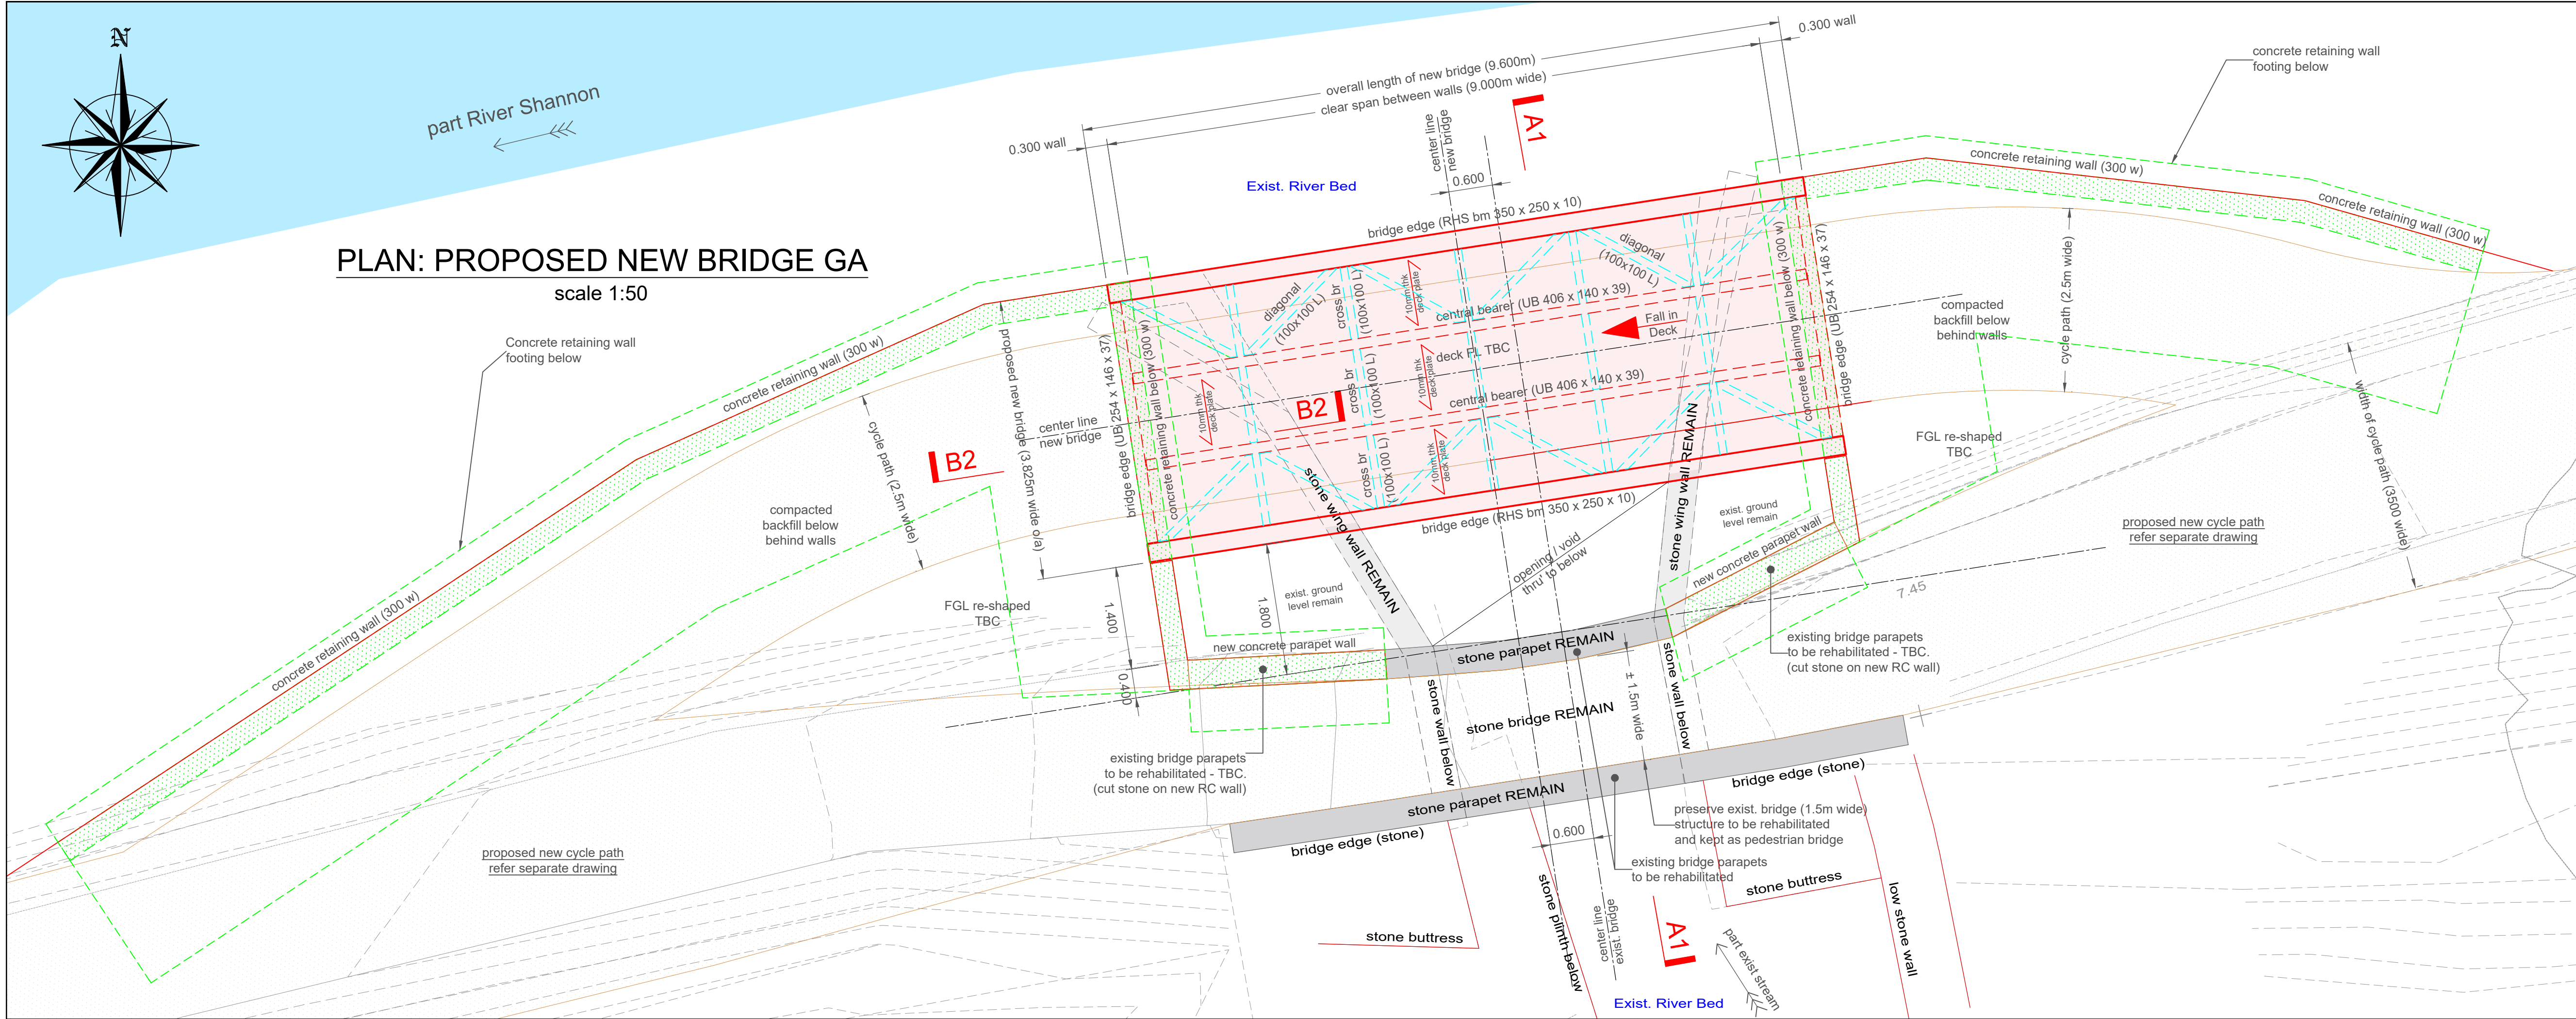 N
part River Shannon
PLAN: PROPOSED NEW BRIDGE GA
scale 1:50
overall length of new bridge (9.600m)
clear span between walls (9.000m wide)
0.300 wall
0.300 wall
center line
new bridge
0.600
A1
Exist. River Bed
concrete retaining wall
footing below
concrete retaining wall (300 w)
concrete retaining wall (300 w)
bridge edge (RHS bm 350 x 250 x 10)
diagonal
(100x100 L)
diagonal
(100x100 L)
cross br
(100x100 L)
10mm thk
deck plate
central bearer (UB 406 x 140 x 39)
Fall in
Deck
deck FL TBC
10mm thk
deck plate
10mm thk
deck plate
cross br
(100x100 L)
central bearer (UB 406 x 140 x 39)
B2
cross br
(100x100 L)
10mm thk
deck plate
bridge edge (RHS bm 350 x 250 x 10)
concrete retaining wall below (300 w)
bridge edge (UB 254 x 146 x 37)
concrete retaining wall below (300 w)
bridge edge (UB 254 x 146 x 37)
compacted
backfill below
behind walls
cycle path (2.5m wide)
width of cycle path (3500 wide)
FGL re-shaped
TBC
proposed new cycle path
refer separate drawing
Concrete retaining wall
footing below
concrete retaining wall (300 w)
concrete retaining wall (300 w)
cycle path (2.5m wide)
proposed new bridge (3.825m wide o/a)
center line
new bridge
B2
compacted
backfill below
behind walls
FGL re-shaped
TBC
1.400
0.400
1.800
exist. ground
level remain
new concrete parapet wall
stone wing wall REMAIN
stone wing wall REMAIN
opening / void
thru' to below
exist. ground
level remain
new concrete parapet wall
7.45
stone parapet REMAIN
existing bridge parapets
to be rehabilitated - TBC.
(cut stone on new RC wall)
stone wall below
stone wall below
± 1.5m wide
stone bridge REMAIN
existing bridge parapets
to be rehabilitated - TBC.
(cut stone on new RC wall)
stone parapet REMAIN
bridge edge (stone)
bridge edge (stone)
preserve exist. bridge (1.5m wide)
structure to be rehabilitated
and kept as pedestrian bridge
0.600
existing bridge parapets
to be rehabilitated
proposed new cycle path
refer separate drawing
stone buttress
stone buttress
low stone wall
stone plinth below
center line
exist. bridge
A1
part exist stream
Exist. River Bed